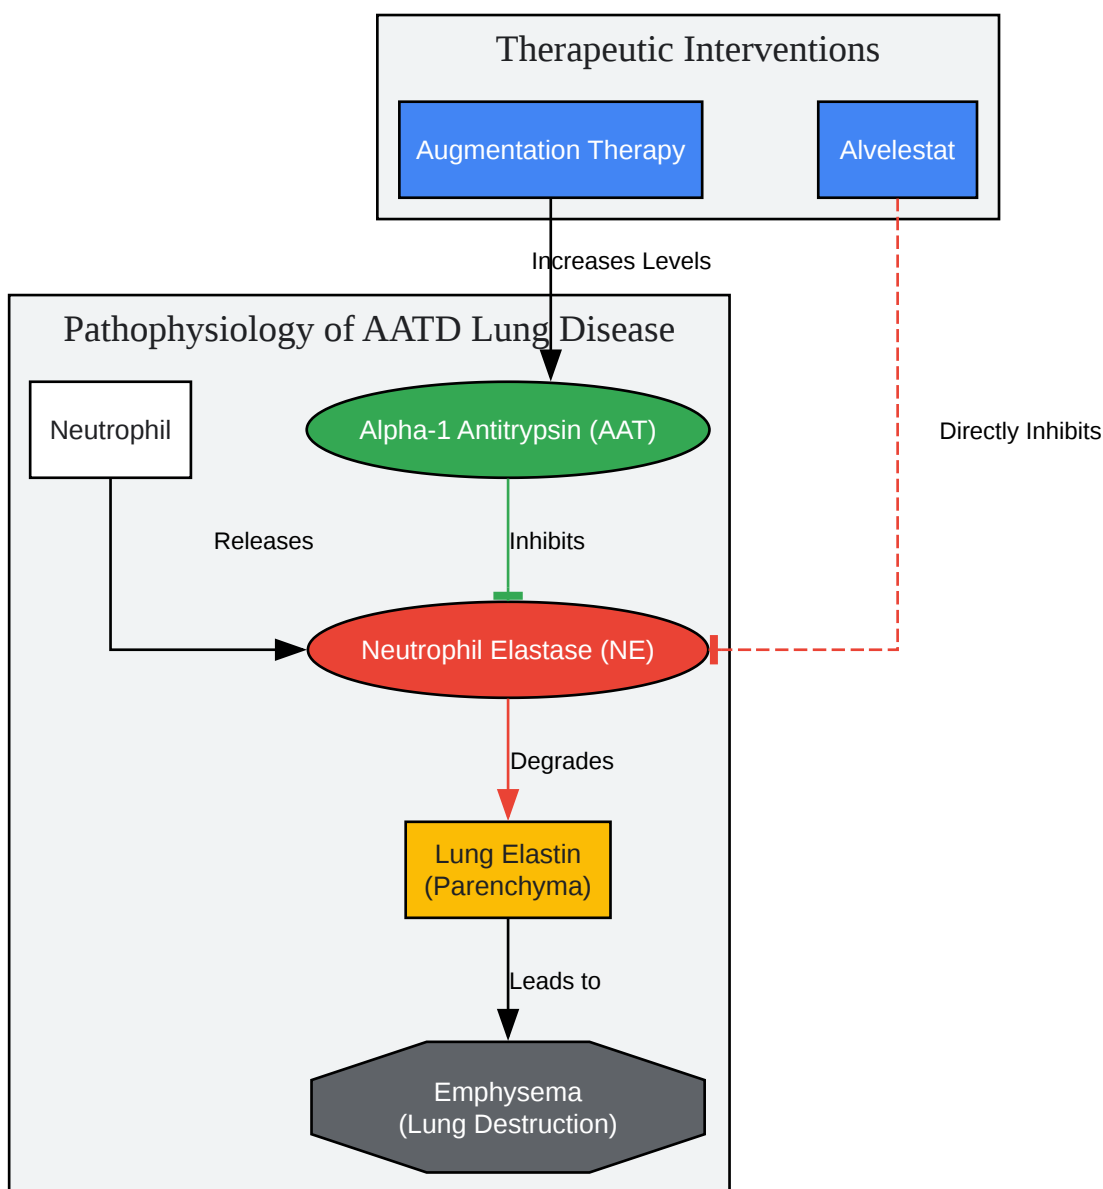 Therapeutic Interventions
Augmentation Therapy
Alvelestat
Increases Levels
Pathophysiology of AATD Lung Disease
Neutrophil
Alpha-1 Antitrypsin (AAT)
Directly Inhibits
Releases
Inhibits
Neutrophil Elastase (NE)
Degrades
Lung Elastin
(Parenchyma)
Leads to
Emphysema
(Lung Destruction)